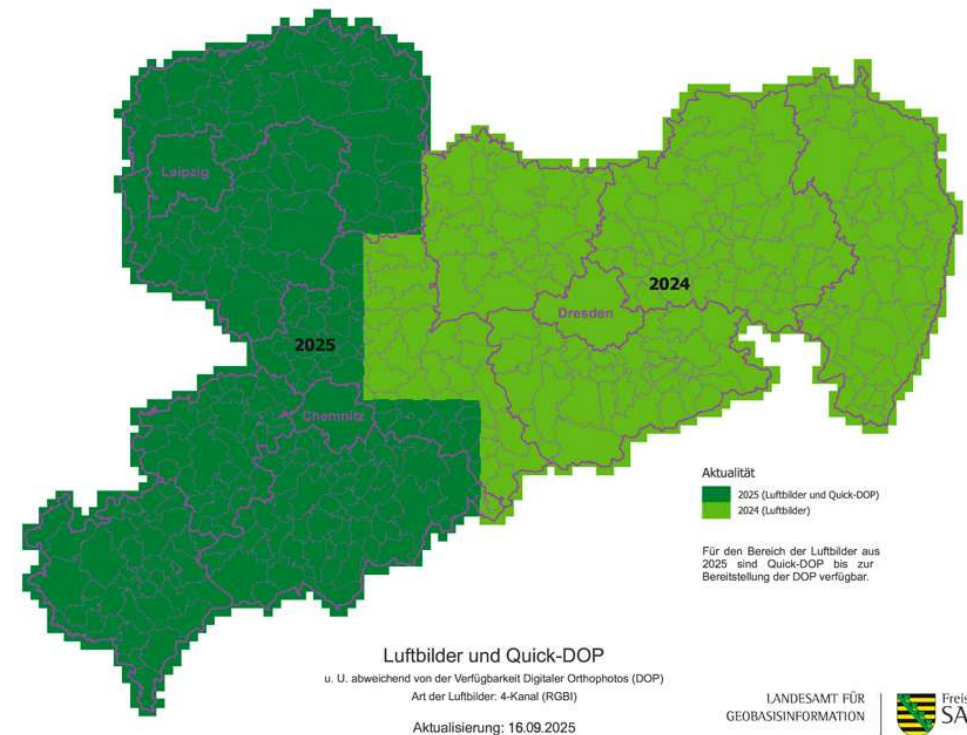 Leipzig
2024
Dresden
2025
Chemnitz
Aktualität
2025 (Luftbilder und Quick-DOP)
2024 (Luftbilder)
Für den Bereich der Luftbilder aus
2025 sind Quick-DOP bis zur
Bereitstellung der DOP verfügbar.
Luftbilder und Quick-DOP
u. U. abweichend von der Verfügbarkeit Digitaler Orthophotos (DOP)
Art der Luftbilder: 4-Kanal (RGBI)
Aktualisierung: 16.09.2025
LANDESAMT FÜR
GEOBASISINFORMATION
Freis
SA